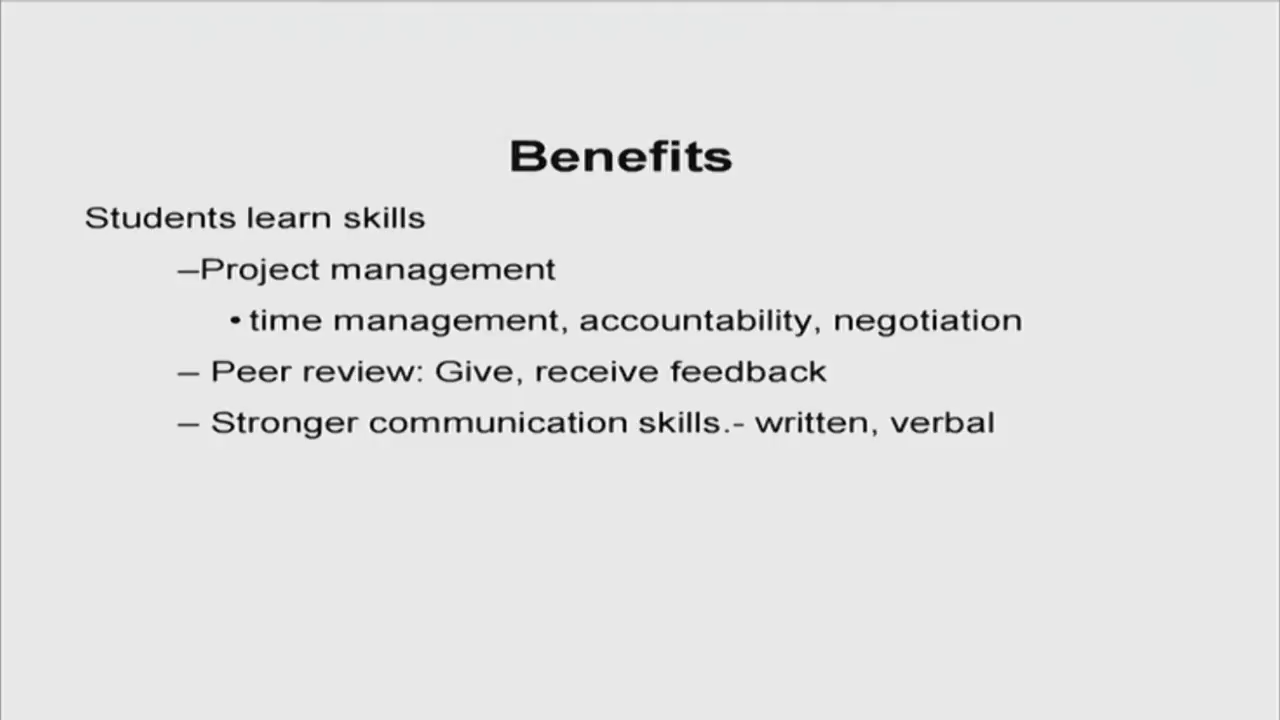 Benefits
Students learn skills
–Project management
• time management, accountability, negotiation
– Peer review: Give, receive feedback
– Stronger communication skills.- written, verbal